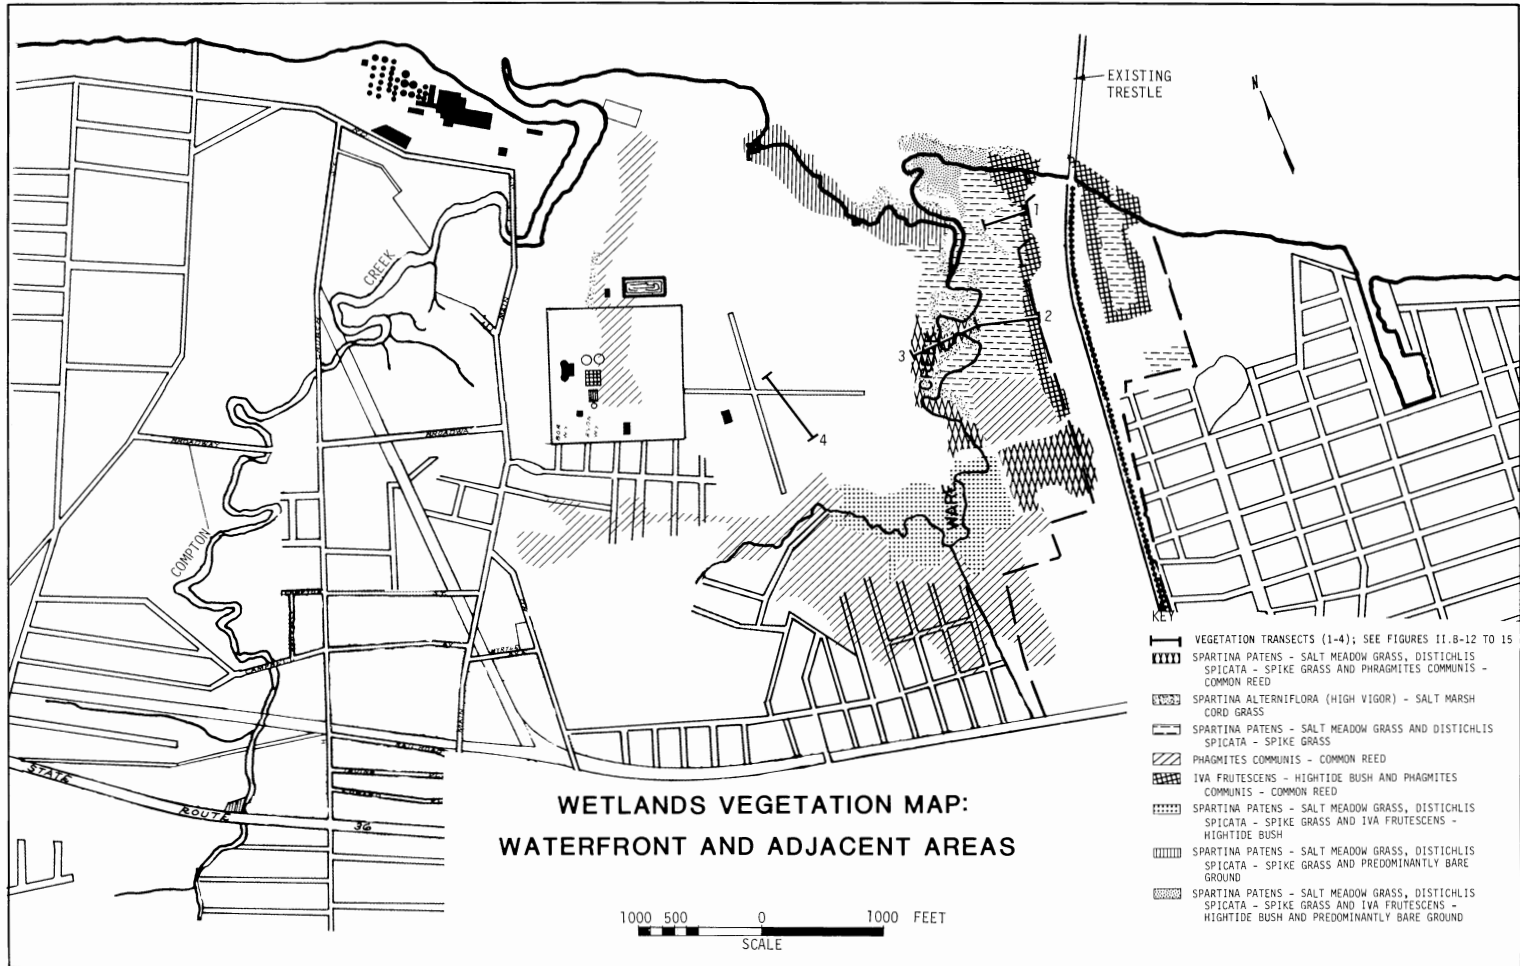 EXISTING
TRESTLE
N
1
2
3
4
CREEK
COMPTON
BROADWAY
BROADWAY
MAIN
CREEK
WARE
STATE
ROUTE
36
KEY
VEGETATION TRANSECTS (1-4); SEE FIGURES II.8-12 TO 15
SPARTINA PATENS - SALT MEADOW GRASS, DISTICHLIS
SPICATA - SPIKE GRASS AND PHRAGMITES COMMUNIS -
COMMON REED
SPARTINA ALTERNIFLORA (HIGH VIGOR) - SALT MARSH
CORD GRASS
SPARTINA PATENS - SALT MEADOW GRASS AND DISTICHLIS
SPICATA - SPIKE GRASS
PHAGMITES COMMUNIS - COMMON REED
IVA FRUTESCENS - HIGHTIDE BUSH AND PHAGMITES
COMMUNIS - COMMON REED
SPARTINA PATENS - SALT MEADOW GRASS, DISTICHLIS
SPICATA - SPIKE GRASS AND IVA FRUTESCENS -
HIGHTIDE BUSH
SPARTINA PATENS - SALT MEADOW GRASS, DISTICHLIS
SPICATA - SPIKE GRASS AND PREDOMINANTLY BARE
GROUND
SPARTINA PATENS - SALT MEADOW GRASS, DISTICHLIS
SPICATA - SPIKE GRASS AND IVA FRUTESCENS -
HIGHTIDE BUSH AND PREDOMINANTLY BARE GROUND
WETLANDS VEGETATION MAP:
WATERFRONT AND ADJACENT AREAS
1000 500 0 1000 FEET
SCALE